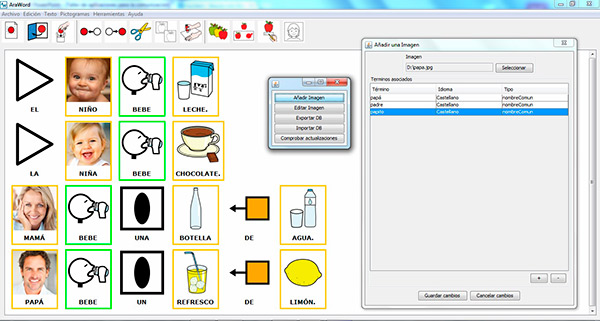 AraWord
Archivo Edición Texto Pictogramas Herramientas Ayuda
EL NIÑO BEBE LECHE.
LA NIÑA BEBE CHOCOLATE.
MAMÁ BEBE UNA BOTELLA DE AGUA.
PAPÁ BEBE UN REFRESCO DE LIMÓN.
Añadir Imagen
Editar Imagen
Exportar DB
Importar DB
Comprobar actualizaciones
Añadir una Imagen
Imagen
D:\papa.jpg Seleccionar
Terminos asociados
Término Idioma Tipo
papá Castellano nombreComun
padre Castellano nombreComun
Castellano nombreComun
+ -
Guardar cambios Cancelar cambios